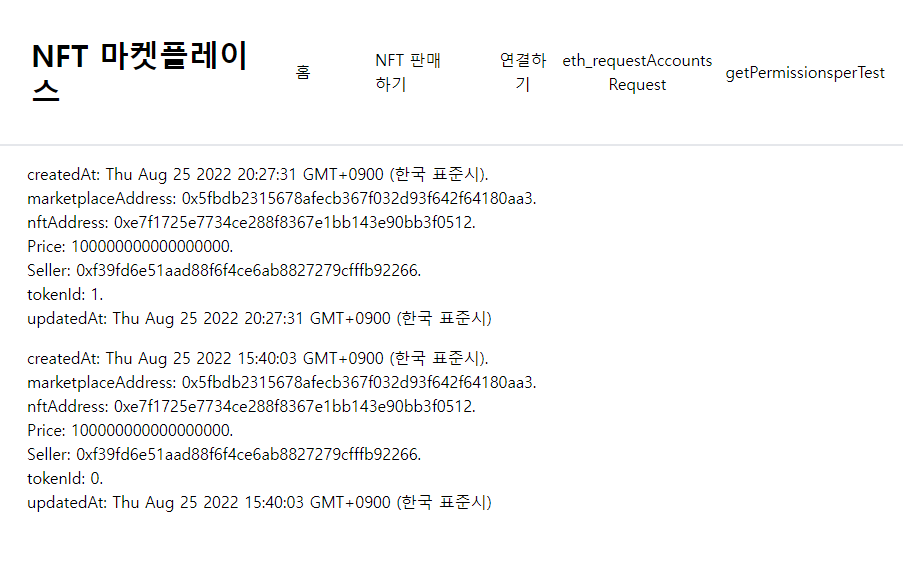 NFT 마켓플레이
스
홈
NFT 판매
하기
연결하
기
eth_requestAccounts
Request
getPermissionsperTest
createdAt: Thu Aug 25 2022 20:27:31 GMT+0900 (한국 표준시).
marketplaceAddress: 0x5fbdb2315678afecb367f032d93f642f64180aa3.
nftAddress: 0xe7f1725e7734ce288f8367e1bb143e90bb3f0512.
Price: 100000000000000000.
Seller: 0xf39fd6e51aad88f6f4ce6ab8827279cfffb92266.
tokenId: 1.
updatedAt: Thu Aug 25 2022 20:27:31 GMT+0900 (한국 표준시)
createdAt: Thu Aug 25 2022 15:40:03 GMT+0900 (한국 표준시).
marketplaceAddress: 0x5fbdb2315678afecb367f032d93f642f64180aa3.
nftAddress: 0xe7f1725e7734ce288f8367e1bb143e90bb3f0512.
Price: 100000000000000000.
Seller: 0xf39fd6e51aad88f6f4ce6ab8827279cfffb92266.
tokenId: 0.
updatedAt: Thu Aug 25 2022 15:40:03 GMT+0900 (한국 표준시)